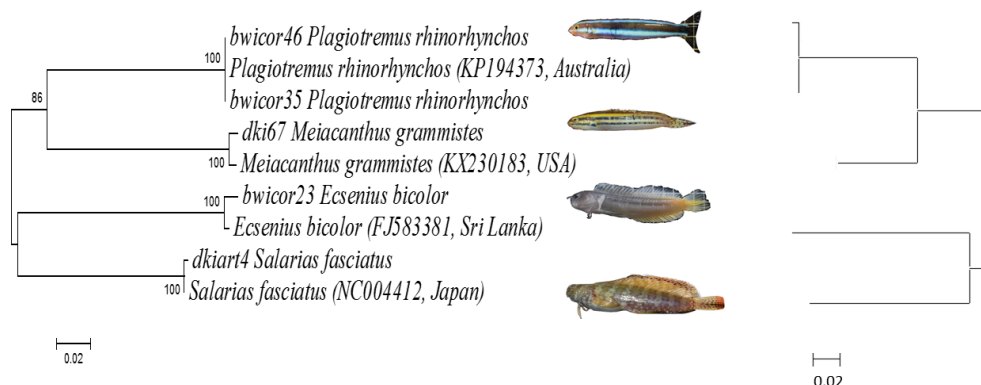 bwicor46 Plagiotremus rhinorhynchos
100
Plagiotremus rhinorhynchos (KP194373, Australia)
86
bwicor35 Plagiotremus rhinorhynchos
dki67 Meiacanthus grammistes
100
Meiacanthus grammistes (KX230183, USA)
bwicor23 Ecsenius bicolor
100
Ecsenius bicolor (FJ583381, Sri Lanka)
dkiart4 Salarias fasciatus
100
Salarias fasciatus (NC004412, Japan)
0.02
0.02